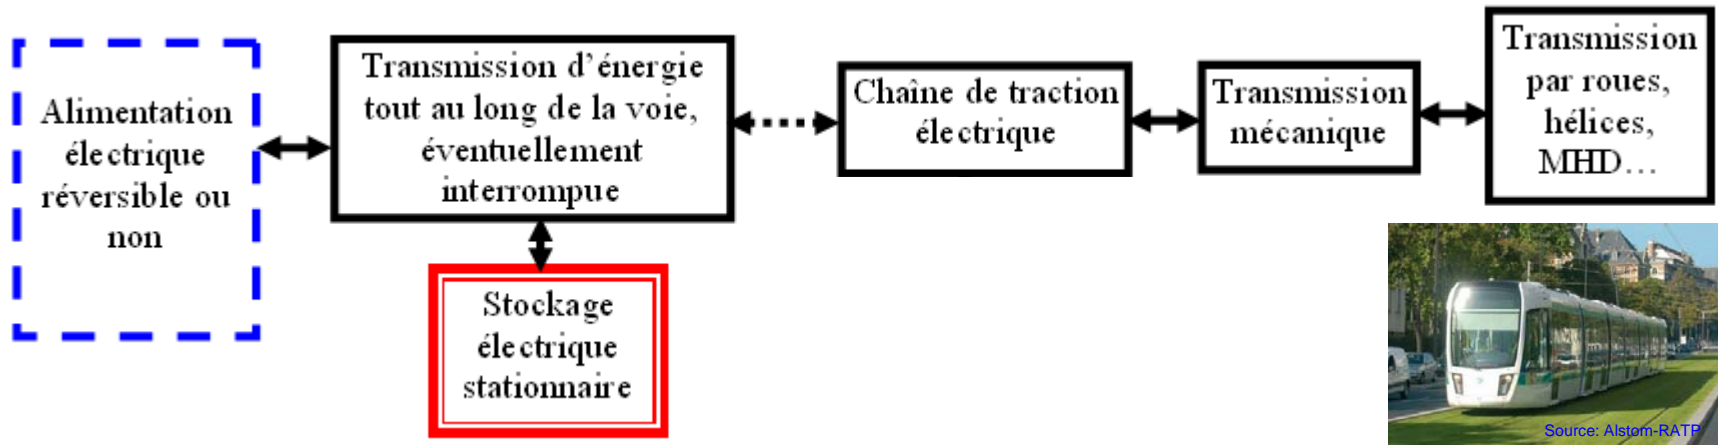 Alimentation
électrique
réversible ou
non
Transmission d'énergie
tout au long de la voie,
éventuellement
interrompue
Stockage
électrique
stationnaire
Chaîne de traction
électrique
Transmission
mécanique
Transmission
par roues,
hélices,
MHD...
Source: Alstom-RATP